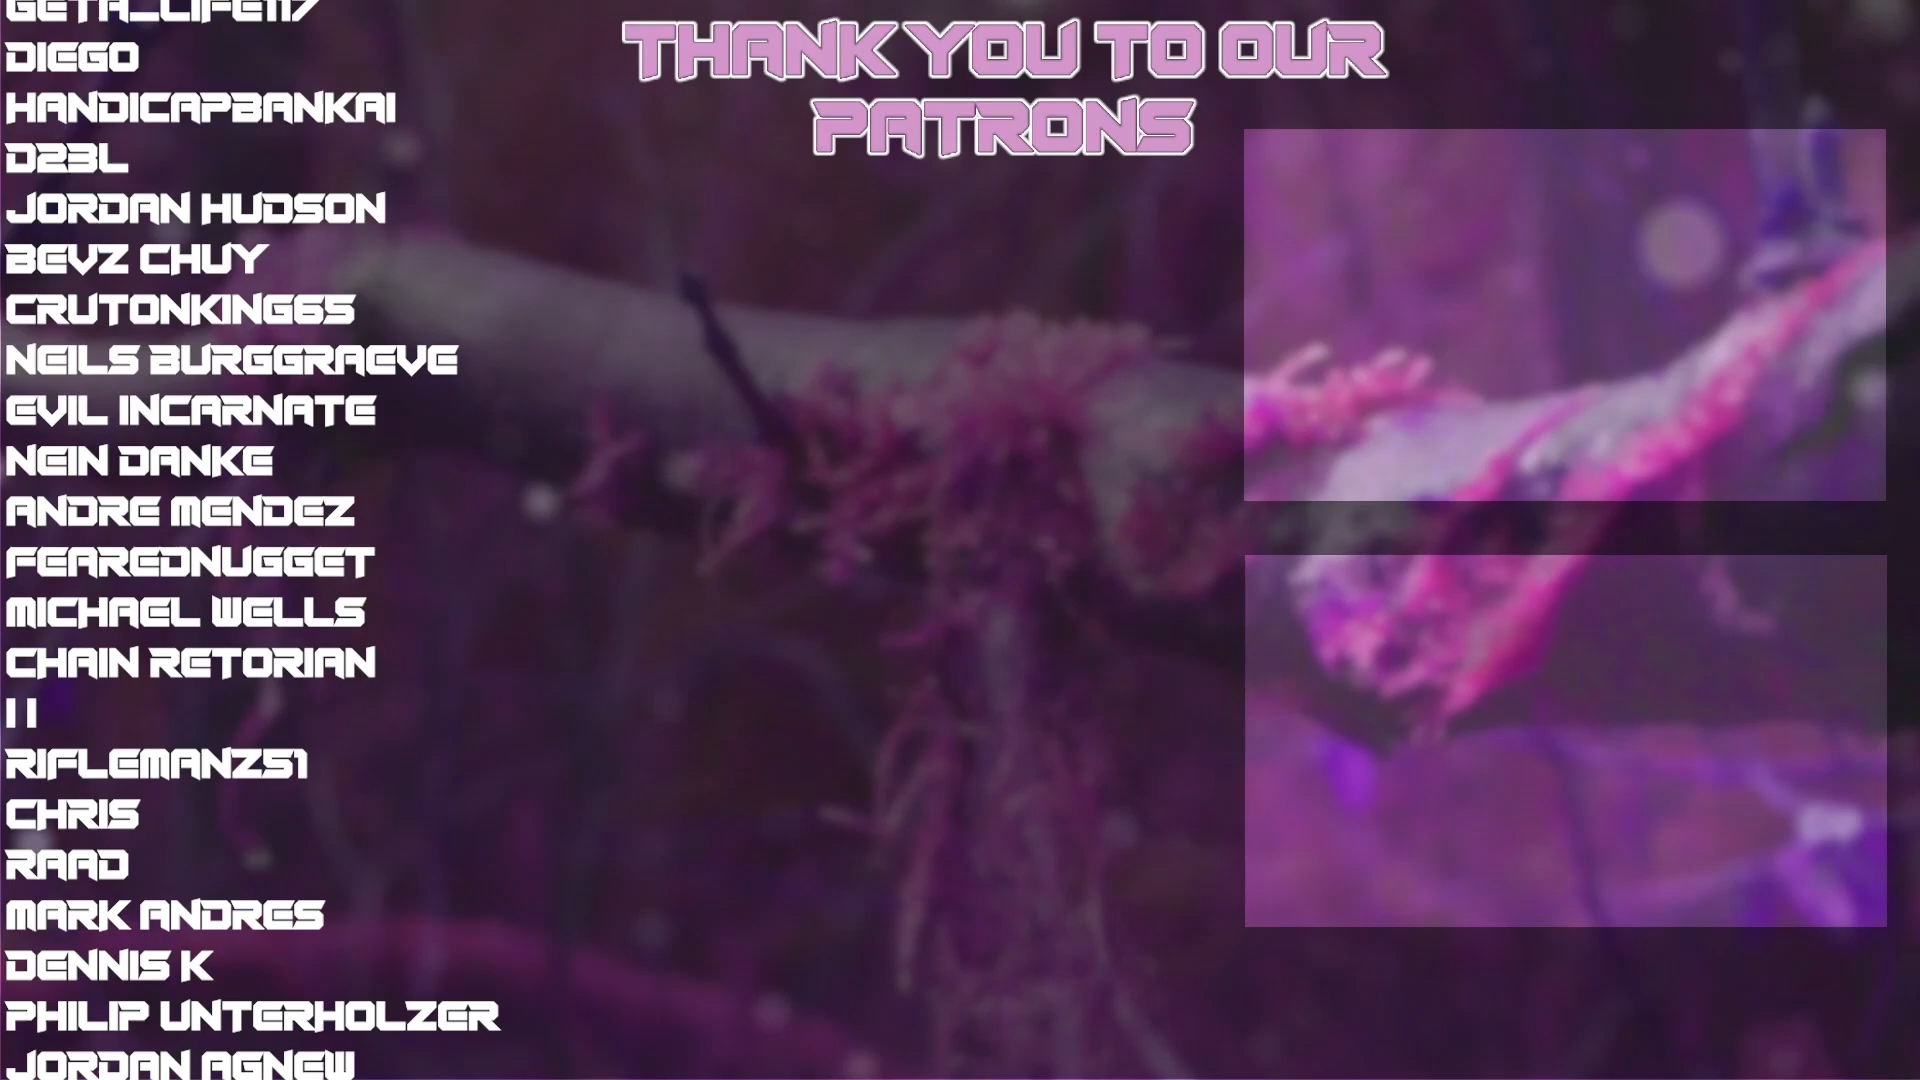 GETA_LIFE117
DIEGO
HANDICAPBANKAI
D23L
JORDAN HUDSON
BEVZ CHUY
CRUTONKING65
NEILS BURGGRAEVE
EVIL INCARNATE
NEIN DANKE
ANDRE MENDEZ
FEAREDNUGGET
MICHAEL WELLS
CHAIN RETORIAN
I I
RIFLEMANZ51
CHRIS
RAAD
MARK ANDRES
DENNIS K
PHILIP UNTERHOLZER
JORDAN AGNEW
THANK YOU TO OUR
PATRONS